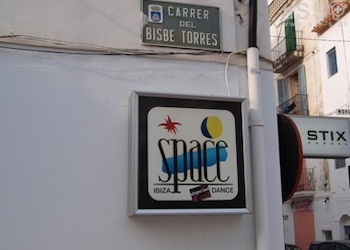 CARRER
DEL
BISBE TORRES
space
IBIZA DANCE
STIX